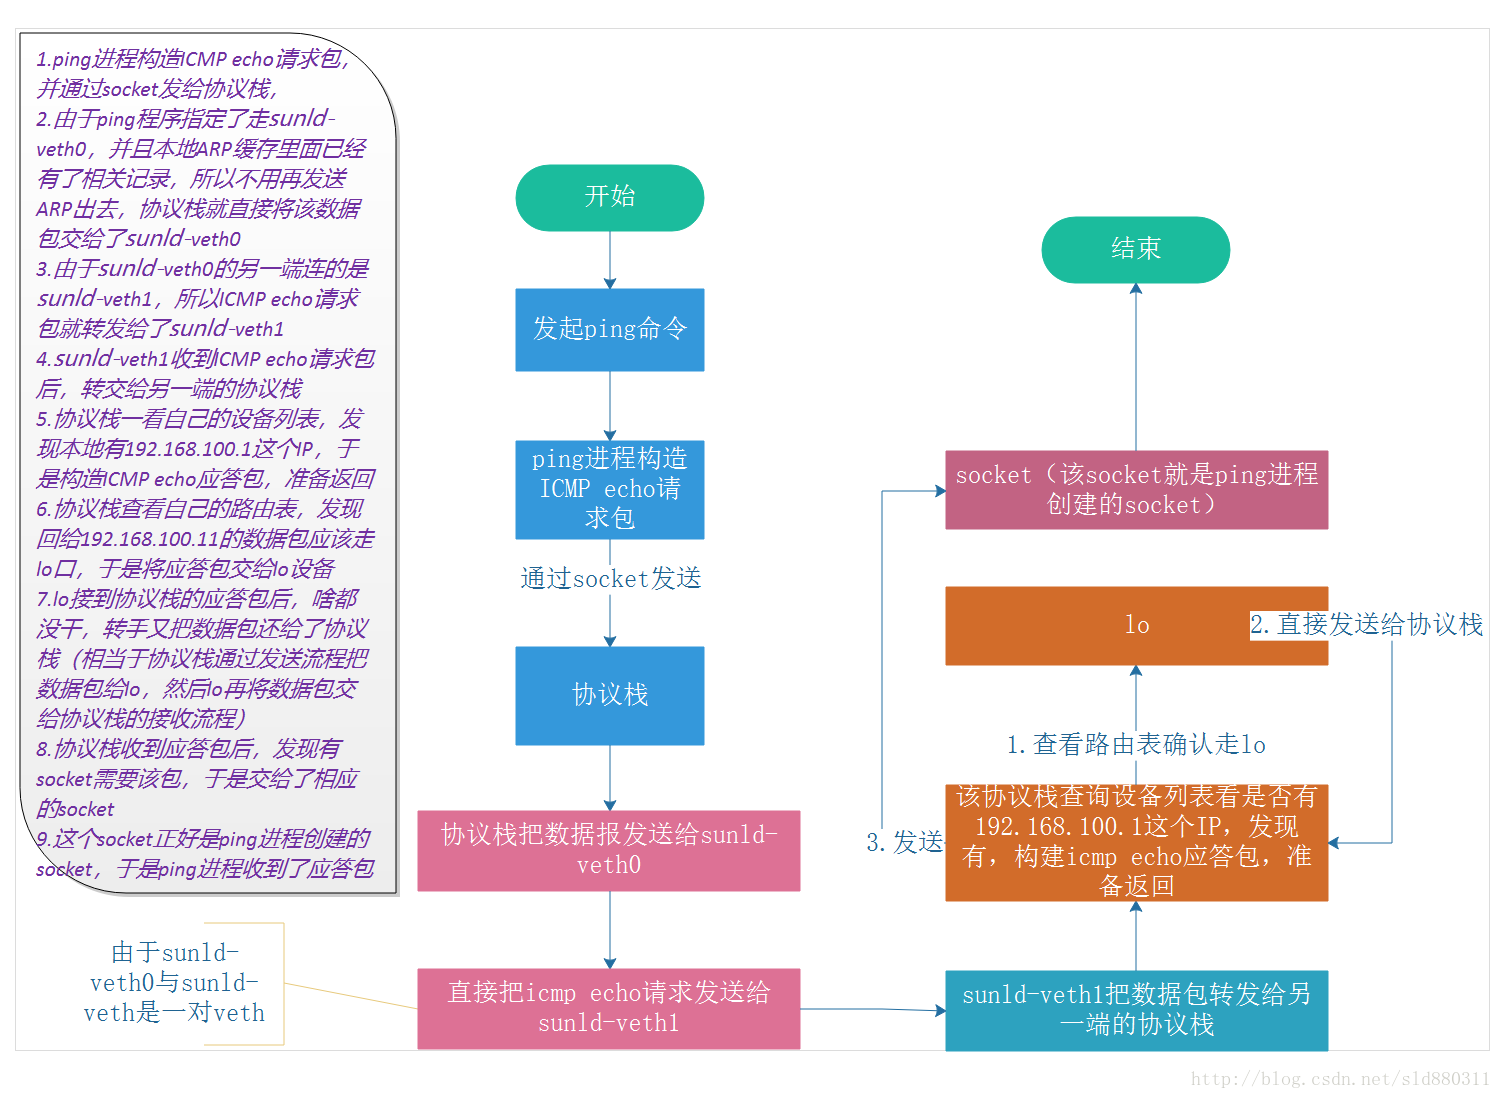 1.ping进程构造ICMP echo请求包，
并通过socket发给协议栈，
2.由于ping程序指定了走sunld-
veth0，并且本地ARP缓存里面已经
有了相关记录，所以不用再发送
ARP出去，协议栈就直接将该数据
包交给了sunld-veth0
3.由于sunld-veth0的另一端连的是
sunld-veth1，所以ICMP echo请求
包就转发给了sunld-veth1
4.sunld-veth1收到ICMP echo请求包
后，转交给另一端的协议栈
5.协议栈一看自己的设备列表，发
现本地有192.168.100.1这个IP，于
是构造ICMP echo应答包，准备返回
6.协议栈查看自己的路由表，发现
回给192.168.100.11的数据包应该走
lo口，于是将应答包交给lo设备
7.lo接到协议栈的应答包后，啥都
没干，转手又把数据包还给了协议
栈（相当于协议栈通过发送流程把
数据包给lo，然后lo再将数据包交
给协议栈的接收流程）
8.协议栈收到应答包后，发现有
socket需要该包，于是交给了相应
的socket
9.这个socket正好是ping进程创建的
socket，于是ping进程收到了应答包
由于sunld-
veth0与sunld-
veth是一对veth
开始
发起ping命令
ping进程构造
ICMP echo请
求包
通过socket发送
协议栈
协议栈把数据报发送给sunld-
veth0
直接把icmp echo请求发送给
sunld-veth1
结束
socket（该socket就是ping进程
创建的socket）
lo
2.直接发送给协议栈
1.查看路由表确认走lo
3.发送
该协议栈查询设备列表看是否有
192.168.100.1这个IP，发现
有，构建icmp echo应答包，准
备返回
sunld-veth1把数据包转发给另
一端的协议栈
http://blog.csdn.net/sld880311